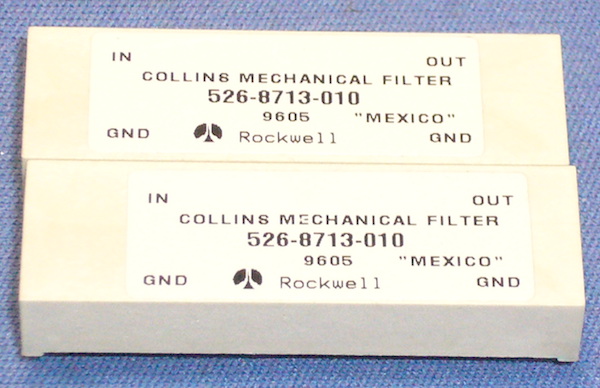 IN OUT
COLLINS MECHANICAL FILTER
526-8713-010
9605 "MEXICO"
GND Rockwell GND
IN OUT
COLLINS MECHANICAL FILTER
526-8713-010
9605 "MEXICO"
GND Rockwell GND